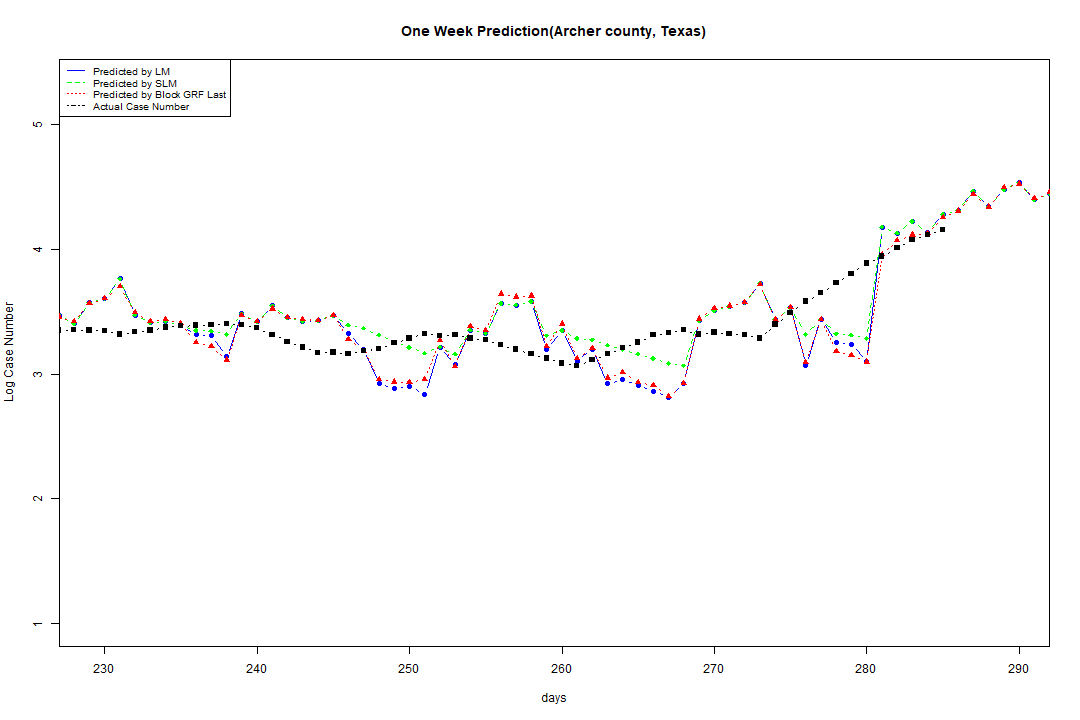 One Week Prediction(Archer county, Texas)
Predicted by LM
Predicted by SLM
Predicted by Block GRF Last
Actual Case Number
Log Case Number
5
4
3
2
1
230 240 250 260 270 280 290
days